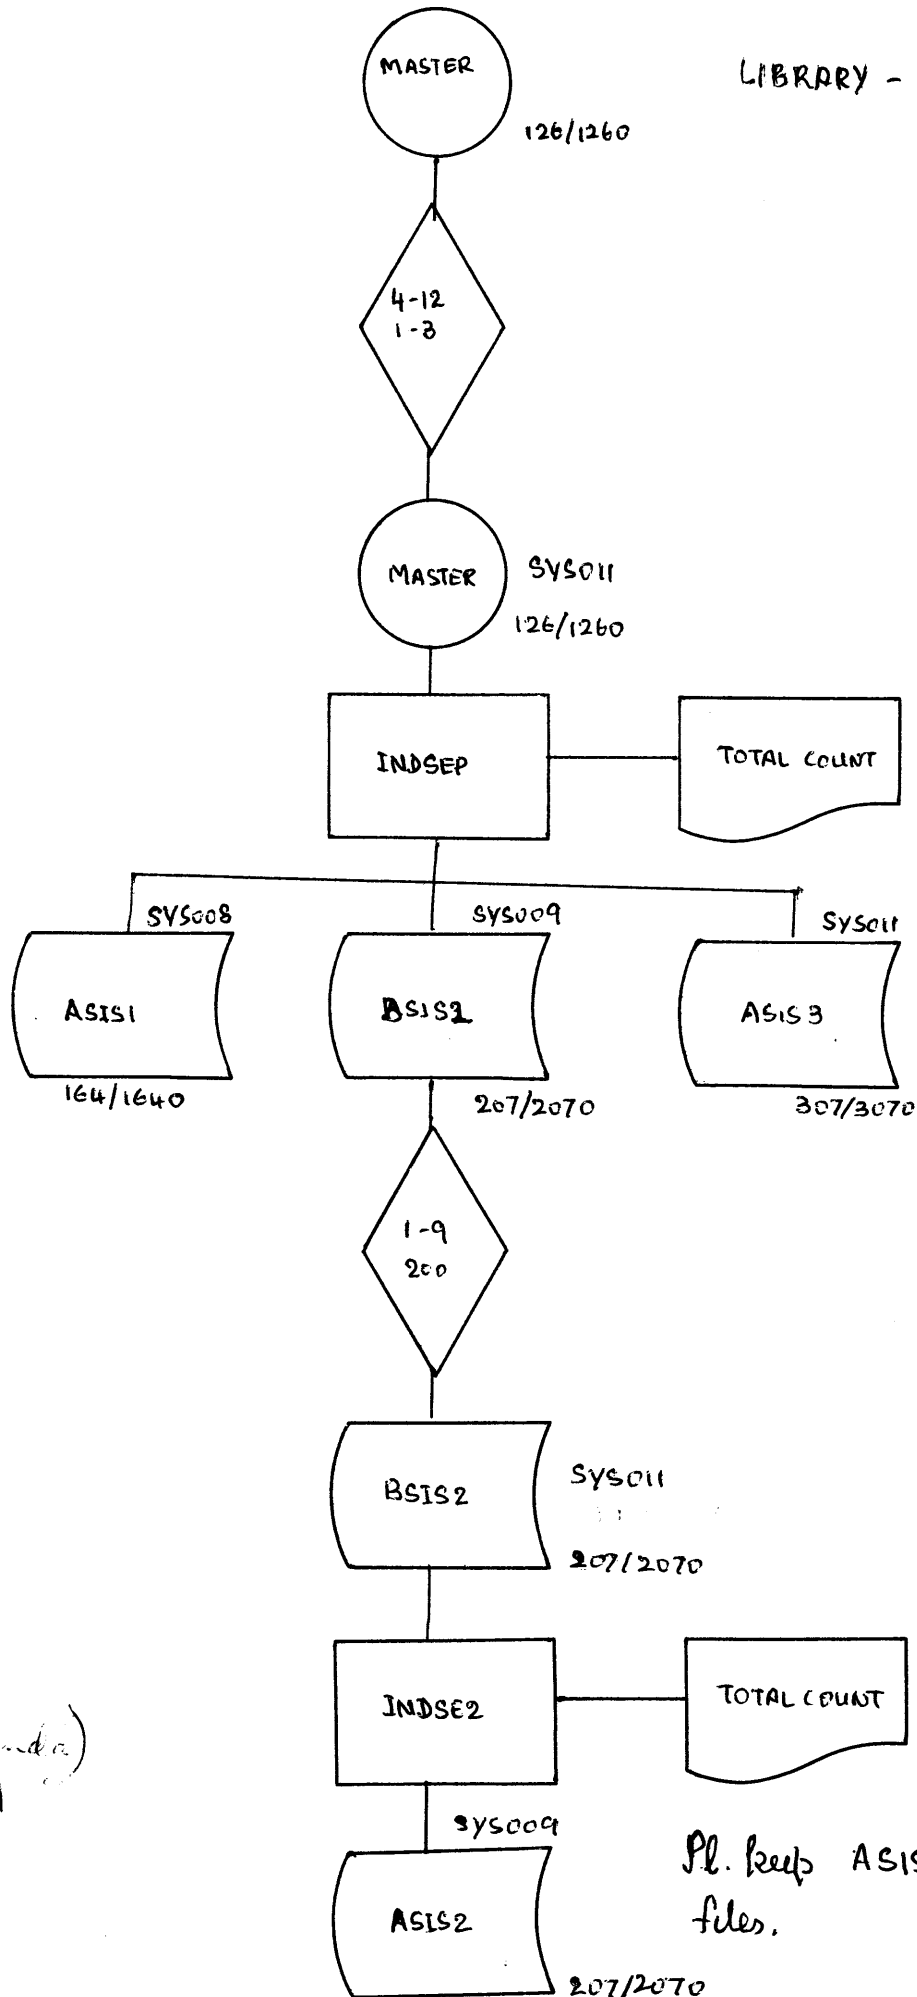 MASTER
LIBRARY -
126/1260
4-12
1-3
MASTER
SYS011
126/1260
INDSEP
TOTAL COUNT
SYS008
SYS009
SYS011
ASIS1
BSIS1
ASIS3
164/1640
207/2070
307/3070
1-9
200
BSIS2
SYS011
207/2070
INDSE2
TOTAL COUNT
SYS009
Pl. keep ASIS
files.
ASIS2
207/2070